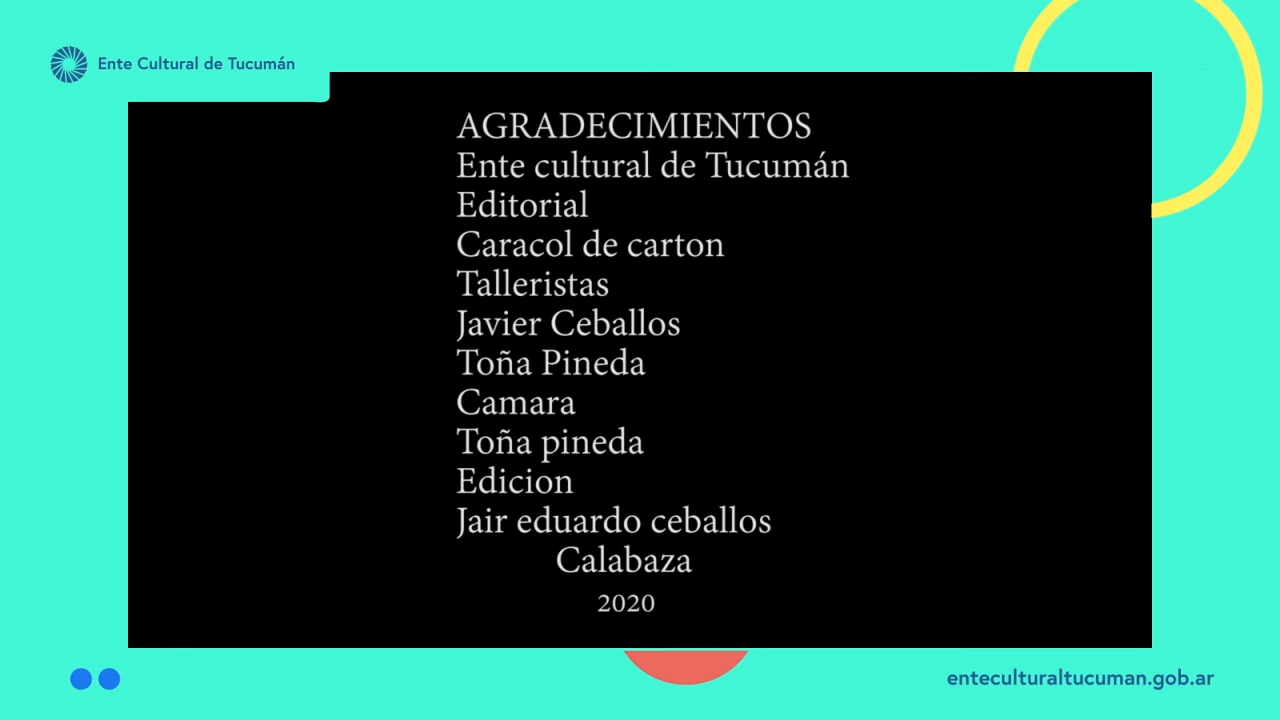 Ente Cultural de Tucumán
AGRADECIMIENTOS
Ente cultural de Tucumán
Editorial
Caracol de carton
Talleristas
Javier Ceballos
Toña Pineda
Camara
Toña pineda
Edicion
Jair eduardo ceballos
Calabaza
2020
enteculturaltucuman.gob.ar